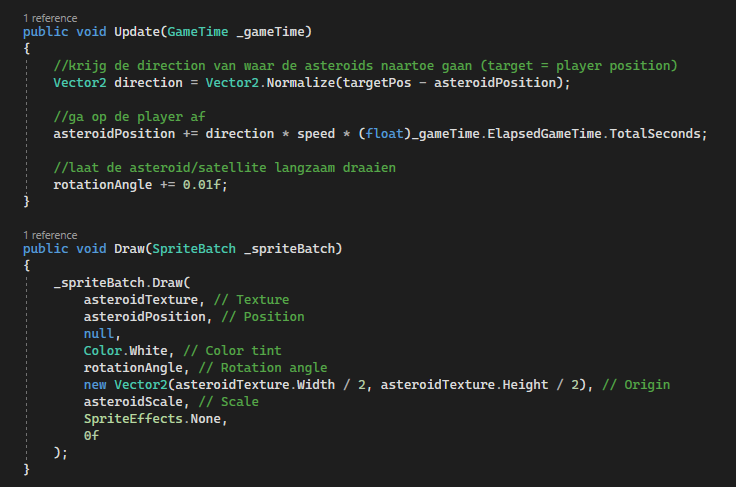 1 reference
public void Update(GameTime _gameTime)
{
//krijg de direction van waar de asteroids naartoe gaan (target = player position)
Vector2 direction = Vector2.Normalize(targetPos - asteroidPosition);
//ga op de player af
asteroidPosition += direction * speed * (float)_gameTime.ElapsedGameTime.TotalSeconds;
//laat de asteroid/satellite langzaam draaien
rotationAngle += 0.01f;
}
1 reference
public void Draw(SpriteBatch _spriteBatch)
{
_spriteBatch.Draw(
asteroidTexture, // Texture
asteroidPosition, // Position
null,
Color.White, // Color tint
rotationAngle, // Rotation angle
new Vector2(asteroidTexture.Width / 2, asteroidTexture.Height / 2), // Origin
asteroidScale, // Scale
SpriteEffects.None,
0f
);
}